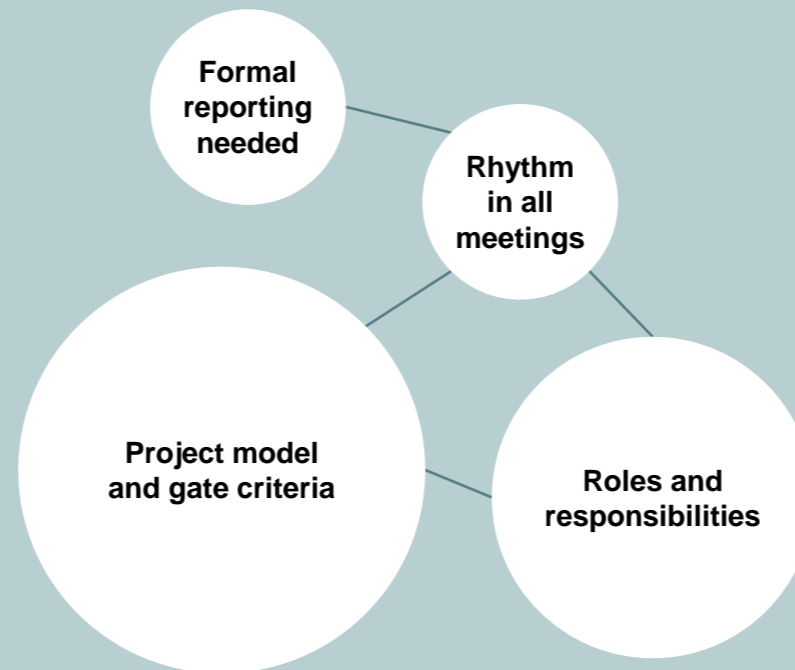 Formal
reporting
needed
Rhythm
in all
meetings
Project model
and gate criteria
Roles and
responsibilities